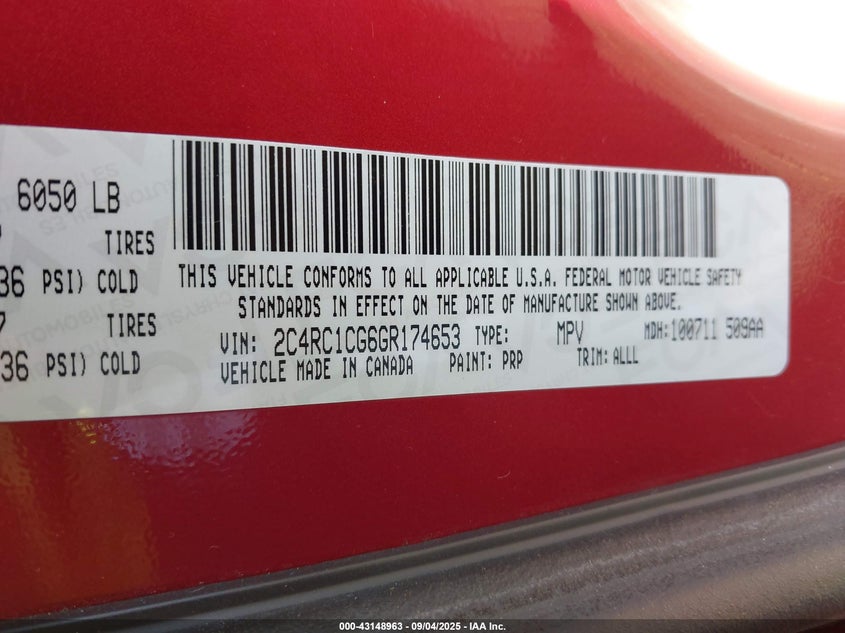 6050 LB
TIRES
36 PSI) COLD
TIRES
36 PSI) COLD
THIS VEHICLE CONFORMS TO ALL APPLICABLE U.S.A. FEDERAL MOTOR VEHICLE SAFETY
STANDARDS IN EFFECT ON THE DATE OF MANUFACTURE SHOWN ABOVE.
VIN: 2C4RC1CG6GR174653 TYPE: MPV MDH:100711 509AA
VEHICLE MADE IN CANADA PAINT: PRP TRIM: ALLL
000-43148963 - 09/04/2025 - IAA Inc.